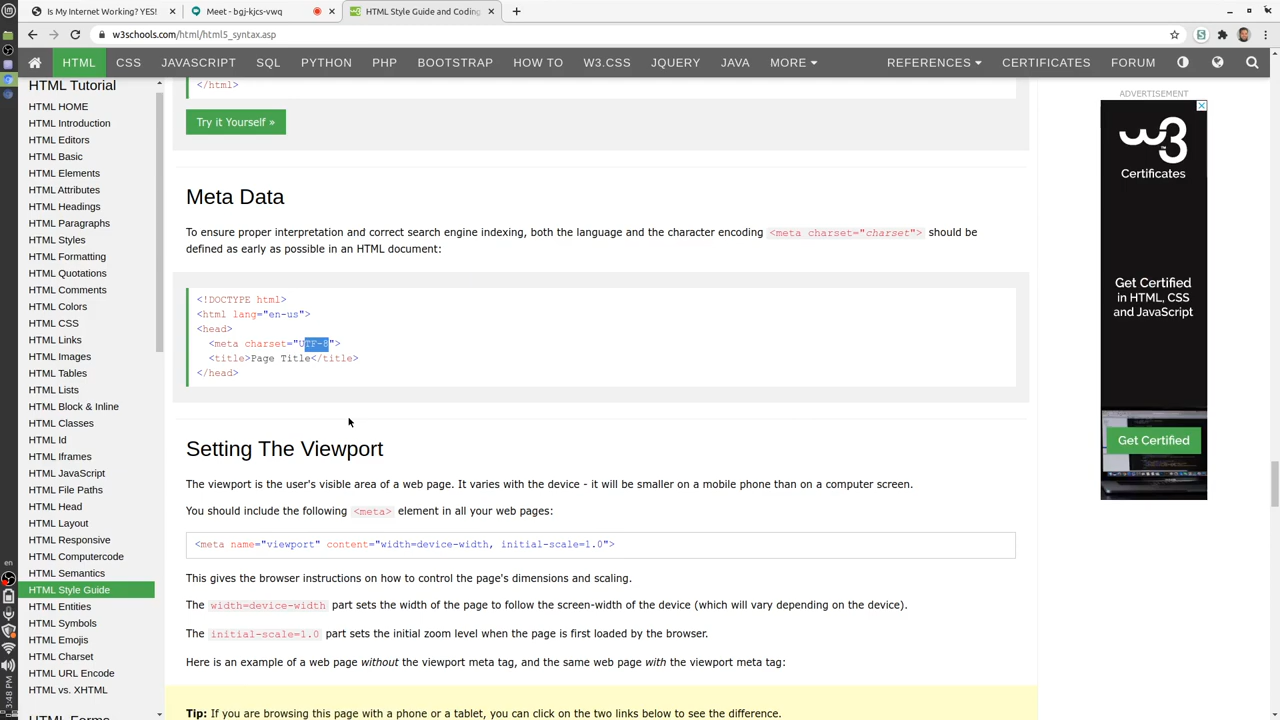 Is My Internet Working? YES!
Meet - bgj-kjcs-vwq
HTML Style Guide and Coding
w3schools.com/html/html5_syntax.asp
HTML CSS JAVASCRIPT SQL PYTHON PHP BOOTSTRAP HOW TO W3.CSS JQUERY JAVA MORE REFERENCES CERTIFICATES FORUM
HTML Tutorial
HTML HOME
HTML Introduction
HTML Editors
HTML Basic
HTML Elements
HTML Attributes
HTML Headings
HTML Paragraphs
HTML Styles
HTML Formatting
HTML Quotations
HTML Comments
HTML Colors
HTML CSS
HTML Links
HTML Images
HTML Tables
HTML Lists
HTML Block & Inline
HTML Classes
HTML Id
HTML Iframes
HTML JavaScript
HTML File Paths
HTML Head
HTML Layout
HTML Responsive
HTML Computercode
HTML Semantics
HTML Style Guide
HTML Entities
HTML Symbols
HTML Emojis
HTML Charset
HTML URL Encode
HTML vs. XHTML
HTML Forms
</html>
Try it Yourself »
Meta Data
To ensure proper interpretation and correct search engine indexing, both the language and the character encoding <meta charset="charset"> should be
defined as early as possible in an HTML document:
<!DOCTYPE html>
<html lang="en-us">
<head>
<meta charset="UTF-8">
<title>Page Title</title>
</head>
Setting The Viewport
The viewport is the user's visible area of a web page. It varies with the device - it will be smaller on a mobile phone than on a computer screen.
You should include the following <meta> element in all your web pages:
<meta name="viewport" content="width=device-width, initial-scale=1.0">
This gives the browser instructions on how to control the page's dimensions and scaling.
The width=device-width part sets the width of the page to follow the screen-width of the device (which will vary depending on the device).
The initial-scale=1.0 part sets the initial zoom level when the page is first loaded by the browser.
Here is an example of a web page without the viewport meta tag, and the same web page with the viewport meta tag:
Tip: If you are browsing this page with a phone or a tablet, you can click on the two links below to see the difference.
ADVERTISEMENT
w3
Certificates
Get Certified
in HTML, CSS
and JavaScript
Get Certified
en
3:48 PM